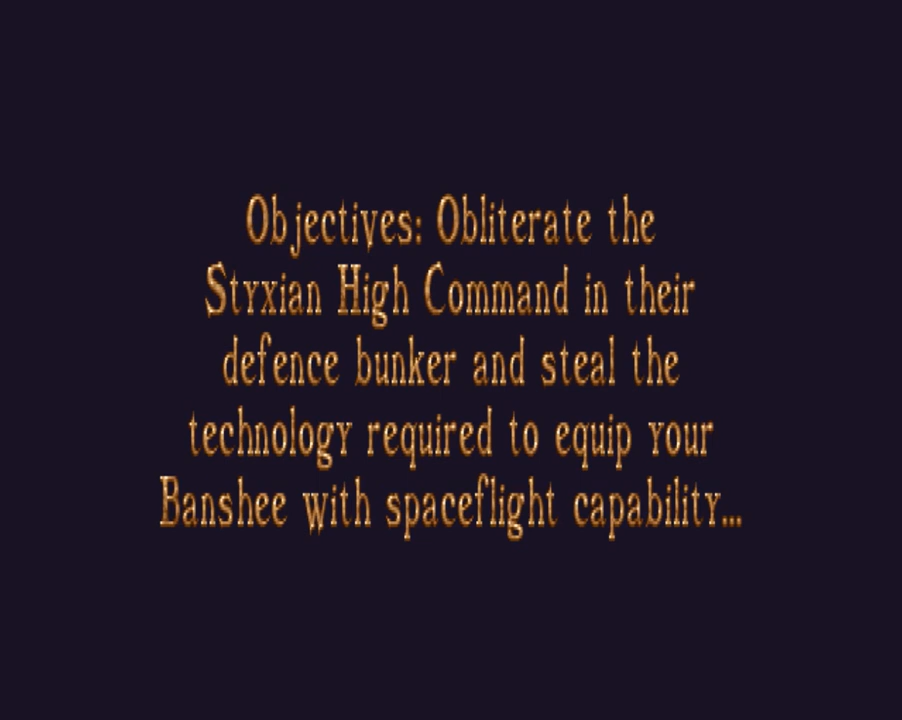 Objectives: Obliterate the
Styxian High Command in their
defence bunker and steal the
technology required to equip your
Banshee with spaceflight capability...